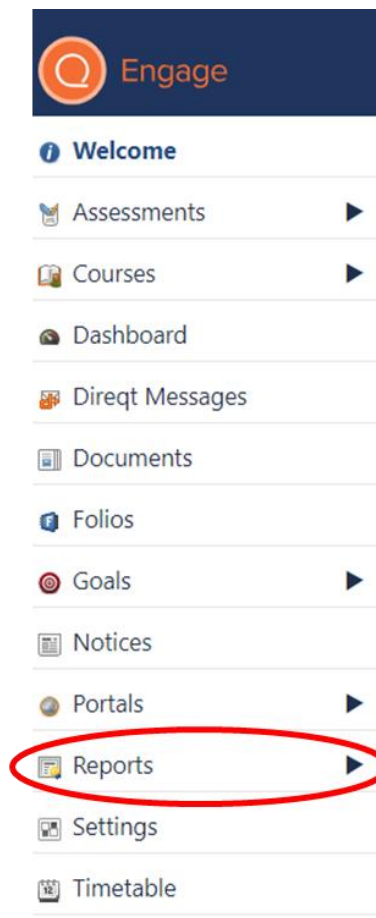 Engage
Welcome
Assessments
Courses
Dashboard
Direqt Messages
Documents
Folios
Goals
Notices
Portals
Reports
Settings
Timetable